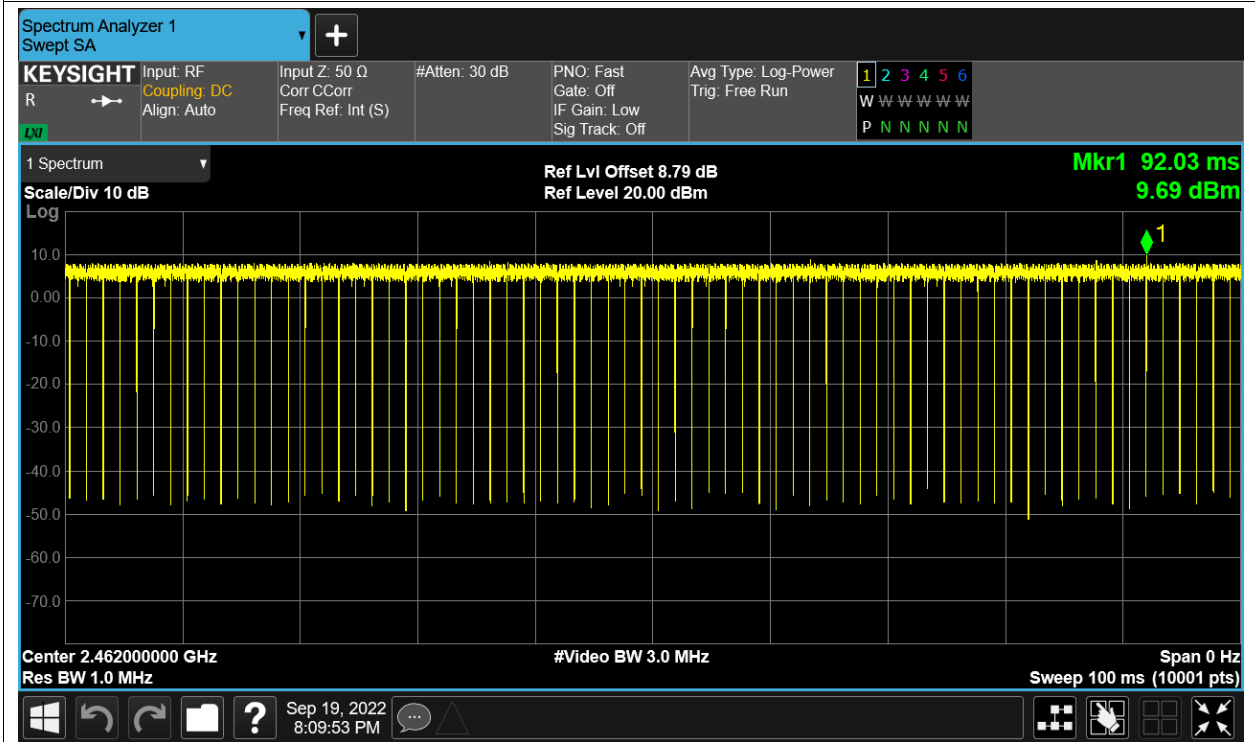 Spectrum Analyzer 1
Swept SA
+
KEYSIGHT
R
LXI
Input: RF
Coupling: DC
Align: Auto
Input Z: 50 Ω
Corr CCorr
Freq Ref: Int (S)
#Atten: 30 dB
PNO: Fast
Gate: Off
IF Gain: Low
Sig Track: Off
Avg Type: Log-Power
Trig: Free Run
1 2 3 4 5 6
W W W W W W
P N N N N N
1 Spectrum
Scale/Div 10 dB
Ref Lvl Offset 8.79 dB
Ref Level 20.00 dBm
Mkr1 92.03 ms
9.69 dBm
Log
1
10.0
0.00
-10.0
-20.0
-30.0
-40.0
-50.0
-60.0
-70.0
Center 2.462000000 GHz
Res BW 1.0 MHz
#Video BW 3.0 MHz
Span 0 Hz
Sweep 100 ms (10001 pts)
?
Sep 19, 2022
8:09:53 PM